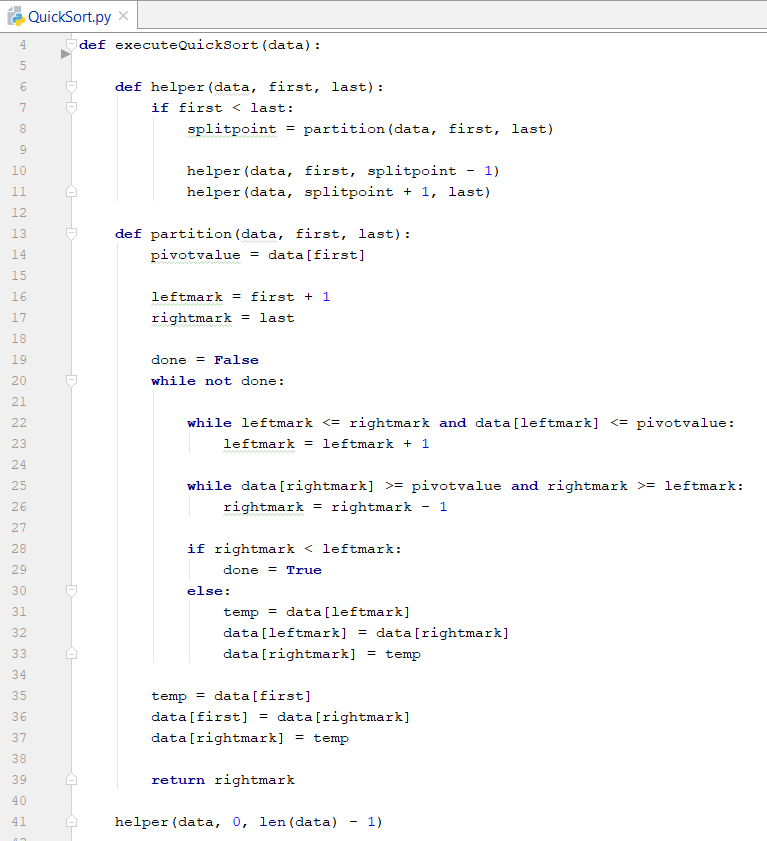 QuickSort.py ×
4 def executeQuickSort(data):
5
6     def helper(data, first, last):
7         if first < last:
8             splitpoint = partition(data, first, last)
9
10             helper(data, first, splitpoint - 1)
11             helper(data, splitpoint + 1, last)
12
13     def partition(data, first, last):
14         pivotvalue = data[first]
15
16         leftmark = first + 1
17         rightmark = last
18
19         done = False
20         while not done:
21
22             while leftmark <= rightmark and data[leftmark] <= pivotvalue:
23                 leftmark = leftmark + 1
24
25             while data[rightmark] >= pivotvalue and rightmark >= leftmark:
26                 rightmark = rightmark - 1
27
28             if rightmark < leftmark:
29                 done = True
30             else:
31                 temp = data[leftmark]
32                 data[leftmark] = data[rightmark]
33                 data[rightmark] = temp
34
35         temp = data[first]
36         data[first] = data[rightmark]
37         data[rightmark] = temp
38
39         return rightmark
40
41     helper(data, 0, len(data) - 1)